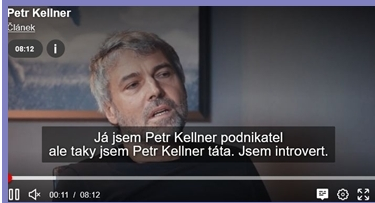 Petr Kellner
Článek
08:12 i
Já jsem Petr Kellner podnikatel
ale taky jsem Petr Kellner táta. Jsem introvert.
00:11 / 08:12